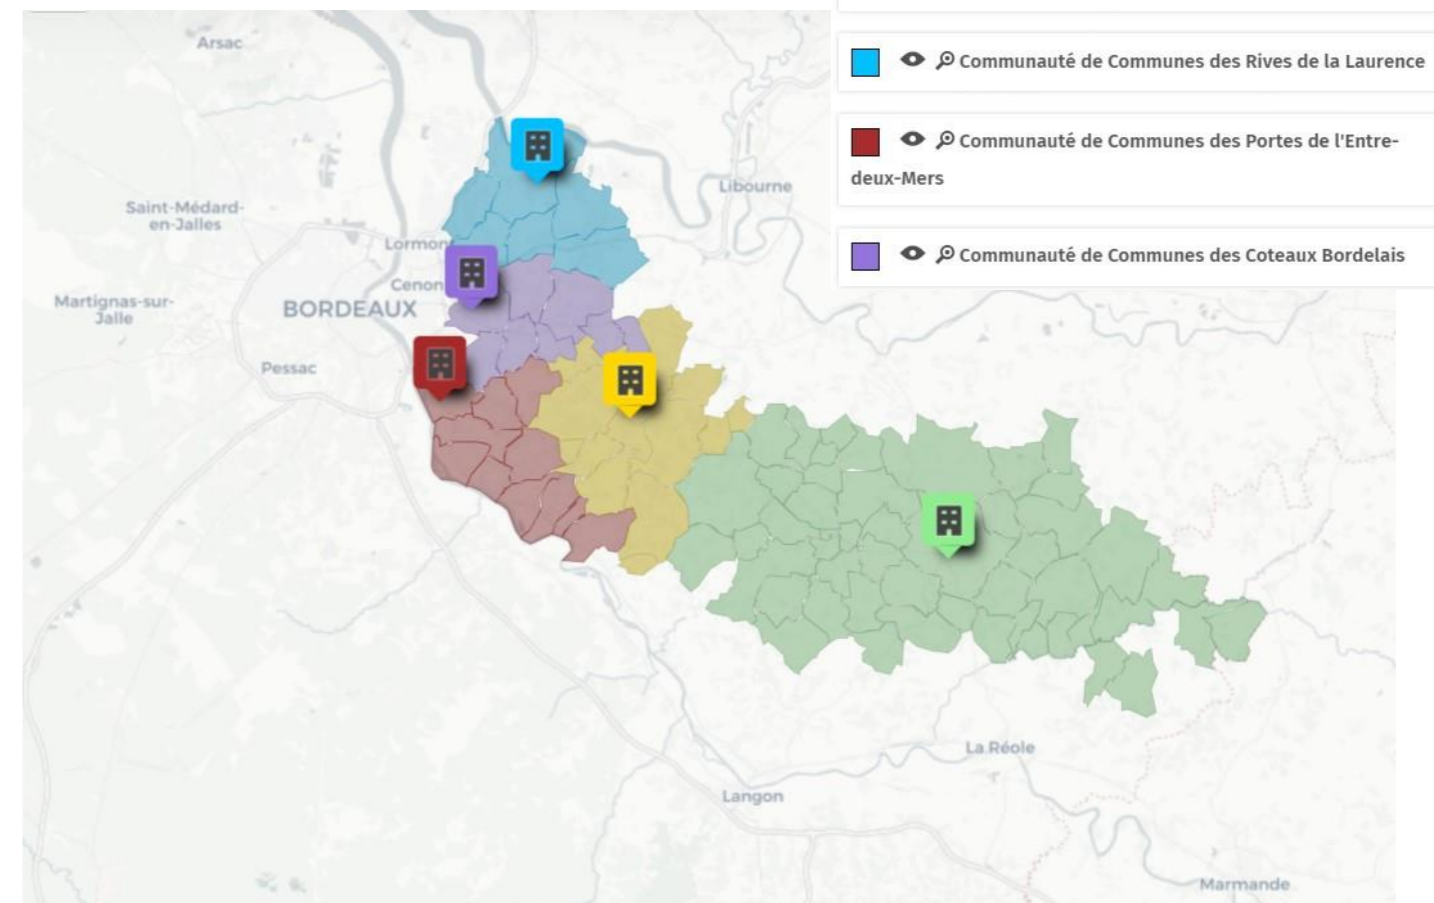 Communauté de Communes des Rives de la Laurence
Communauté de Communes des Portes de l'Entre-
deux-Mers
Communauté de Communes des Coteaux Bordelais
Arsac
Libourne
Saint-Médard-
en-Jalles
Lormon
Cenon
Martignas-sur-
Jalle
BORDEAUX
Pessac
La Réole
Langon
Marmande